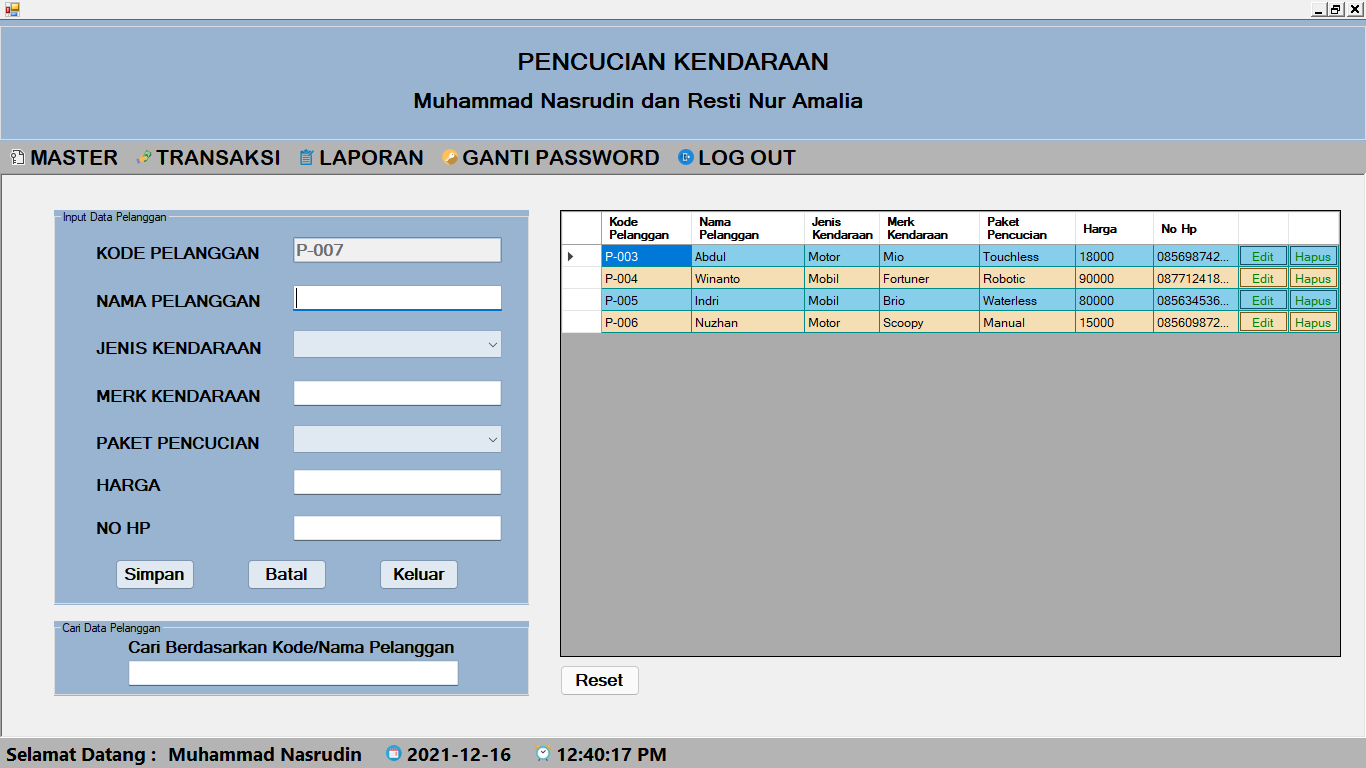 PENCUCIAN KENDARAAN
Muhammad Nasrudin dan Resti Nur Amalia
MASTER TRANSAKSI LAPORAN GANTI PASSWORD LOG OUT
Input Data Pelanggan
KODE PELANGGAN P-007
NAMA PELANGGAN
JENIS KENDARAAN
MERK KENDARAAN
PAKET PENCUCIAN
HARGA
NO HP
Simpan Batal Keluar
Cari Data Pelanggan
Cari Berdasarkan Kode/Nama Pelanggan
Kode Pelanggan Nama Pelanggan Jenis Kendaraan Merk Kendaraan Paket Pencucian Harga No Hp
P-003 Abdul Motor Mio Touchless 18000 085698742... Edit Hapus
P-004 Winanto Mobil Fortuner Robotic 90000 087712418... Edit Hapus
P-005 Indri Mobil Brio Waterless 80000 085634536... Edit Hapus
P-006 Nuzhan Motor Scoopy Manual 15000 085609872... Edit Hapus
Reset
Selamat Datang : Muhammad Nasrudin 2021-12-16 12:40:17 PM